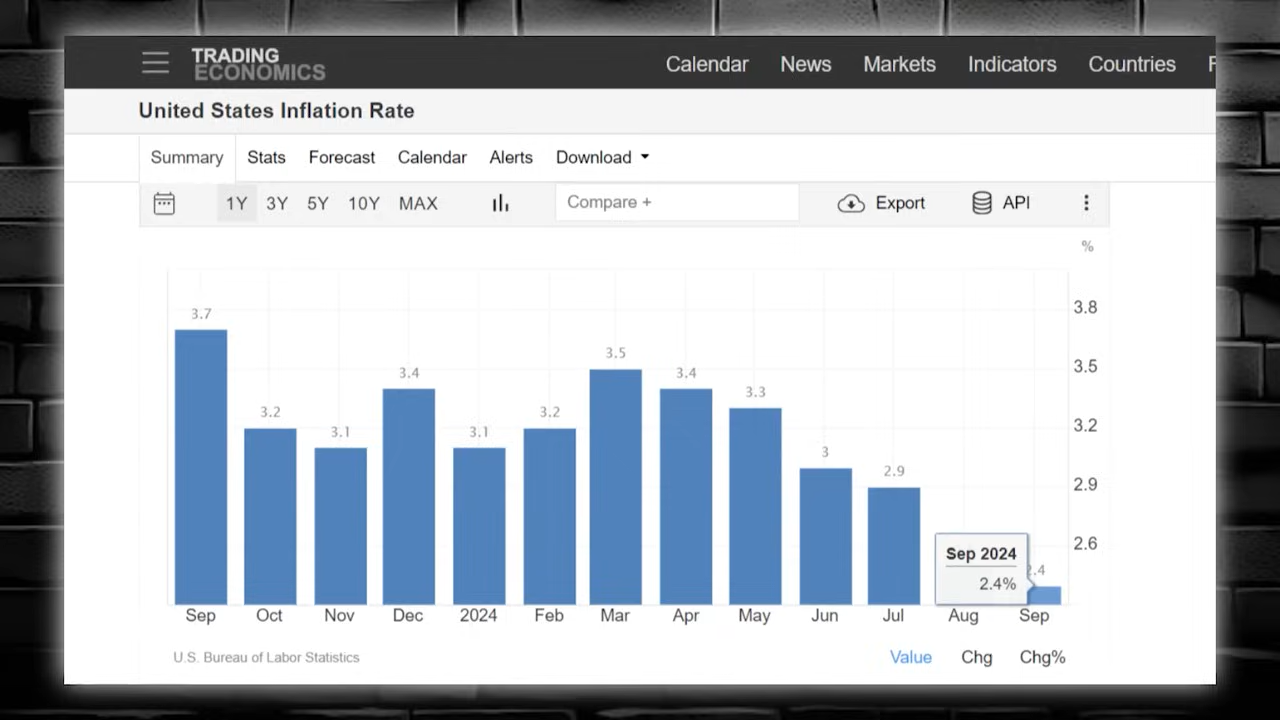 TRADING
ECONOMICS
Calendar News Markets Indicators Countries
United States Inflation Rate
Summary Stats Forecast Calendar Alerts Download
1Y 3Y 5Y 10Y MAX Compare + Export API
%
3.8
3.5
3.2
2.9
2.6
3.7 3.2 3.1 3.4 3.1 3.2 3.5 3.4 3.3 3 2.9
Sep 2024
2.4%
Sep Oct Nov Dec 2024 Feb Mar Apr May Jun Jul Aug Sep
U.S. Bureau of Labor Statistics Value Chg Chg%